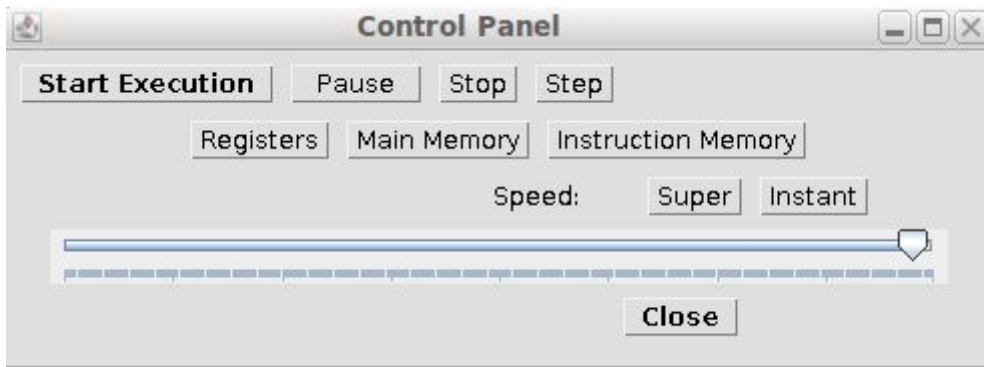 Control Panel
Start Execution Pause Stop Step
Registers Main Memory Instruction Memory
Speed: Super Instant
Close